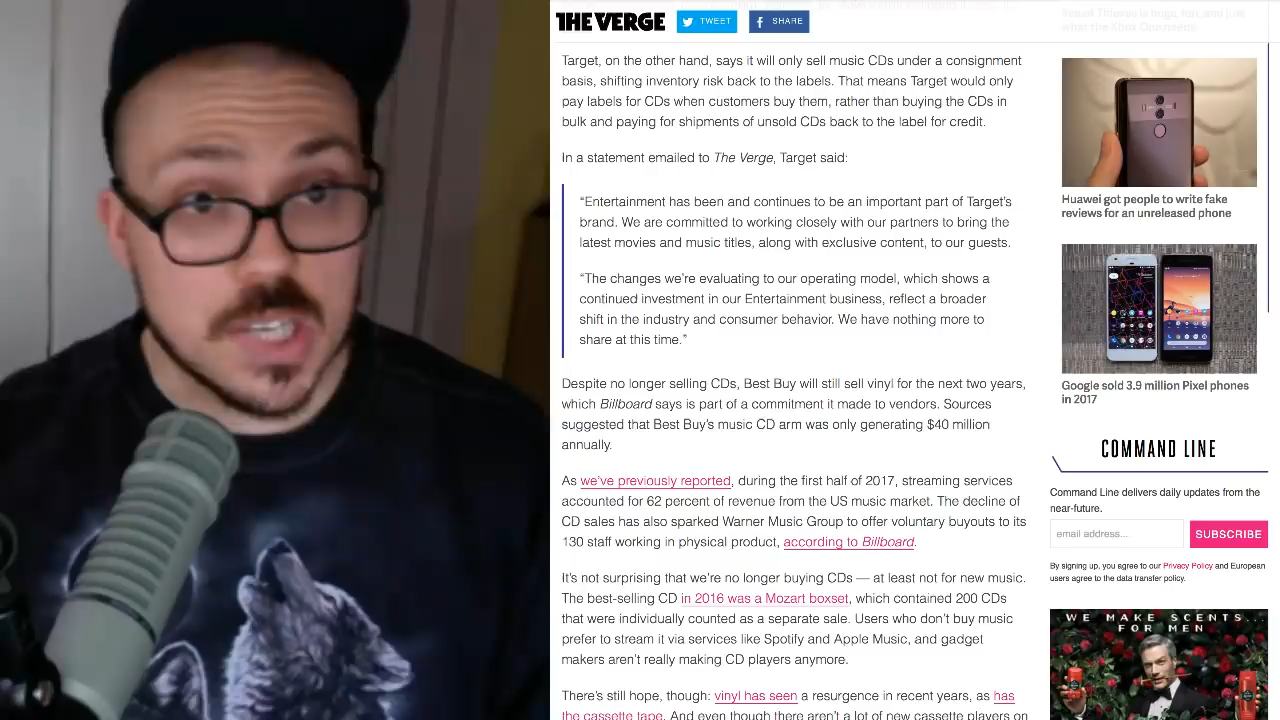 THE VERGE
TWEET
SHARE
Target, on the other hand, says it will only sell music CDs under a consignment
basis, shifting inventory risk back to the labels. That means Target would only
pay labels for CDs when customers buy them, rather than buying the CDs in
bulk and paying for shipments of unsold CDs back to the label for credit.
In a statement emailed to The Verge, Target said:
“Entertainment has been and continues to be an important part of Target’s
brand. We are committed to working closely with our partners to bring the
latest movies and music titles, along with exclusive content, to our guests.
“The changes we’re evaluating to our operating model, which shows a
continued investment in our Entertainment business, reflect a broader
shift in the industry and consumer behavior. We have nothing more to
share at this time.”
Despite no longer selling CDs, Best Buy will still sell vinyl for the next two years,
which Billboard says is part of a commitment it made to vendors. Sources
suggested that Best Buy’s music CD arm was only generating $40 million
annually.
As we’ve previously reported, during the first half of 2017, streaming services
accounted for 62 percent of revenue from the US music market. The decline of
CD sales has also sparked Warner Music Group to offer voluntary buyouts to its
130 staff working in physical product, according to Billboard.
It’s not surprising that we’re no longer buying CDs — at least not for new music.
The best-selling CD in 2016 was a Mozart boxset, which contained 200 CDs
that were individually counted as a separate sale. Users who don’t buy music
prefer to stream it via services like Spotify and Apple Music, and gadget
makers aren’t really making CD players anymore.
There’s still hope, though: vinyl has seen a resurgence in recent years, as has
the cassette tape. And even though there aren’t a lot of new cassette players on
what the Xbox One needs
Huawei got people to write fake
reviews for an unreleased phone
Google sold 3.9 million Pixel phones
in 2017
COMMAND LINE
Command Line delivers daily updates from the
near-future.
email address...
SUBSCRIBE
By signing up, you agree to our Privacy Policy and European
users agree to the data transfer policy.
WE MAKE SCENTS...
FOR MEN